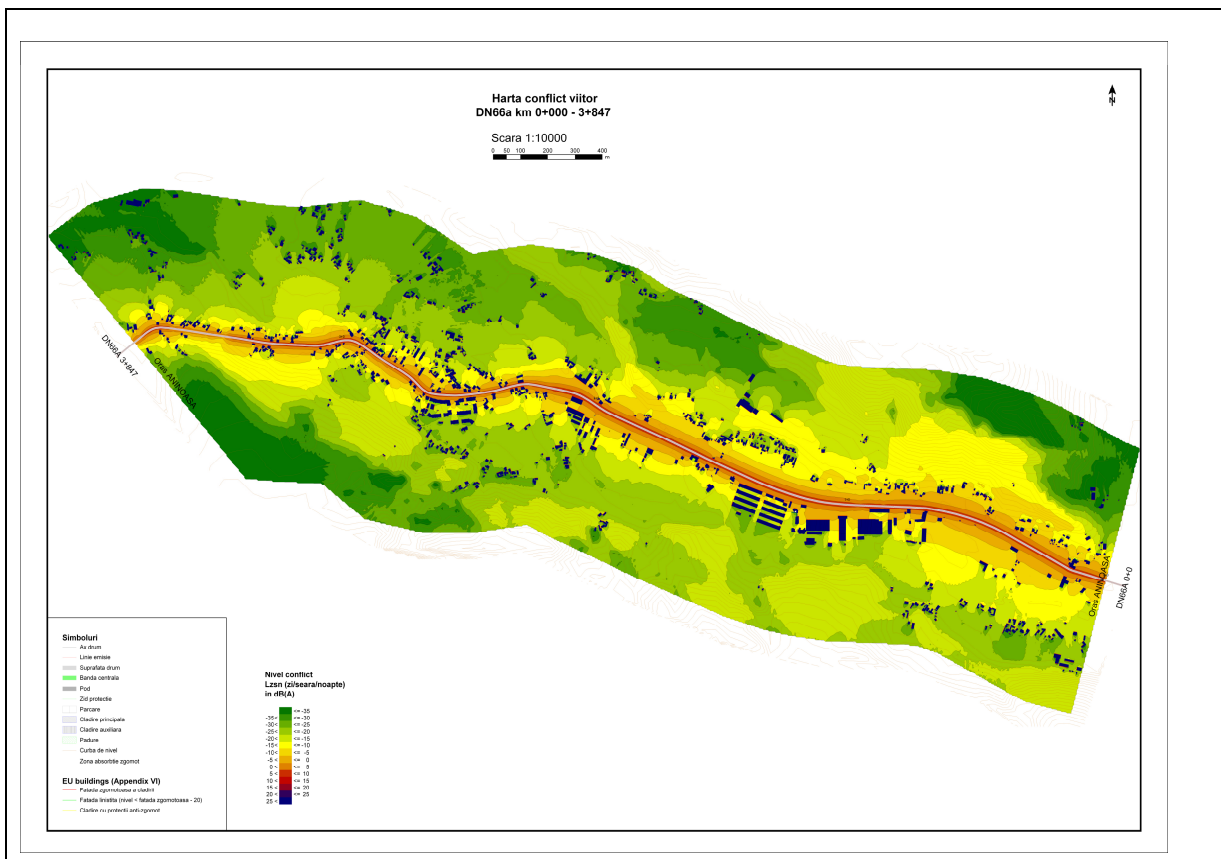 Harta conflict viitor
DN66a km 0+000 - 3+847
Scara 1:10000
0 50 100 200 300 400
m
N
DN66A 3+847
Oras ANINOASA
Oras ANINOASA
DN66A 0+0
Simboluri
Ax drum
Linie emisie
Suprafata drum
Banda centrala
Pod
Zid protectie
Parcare
Cladire principala
Cladire auxiliara
Padure
Curba de nivel
Zona absorbtie zgomot
EU buildings (Appendix VI)
Fatada zgomotoasa a cladirii
Fatada linistita (nivel < fatada zgomotoasa - 20)
Cladire cu protectii anti-zgomot
Nivel conflict
Lzsn (zi/seara/noapte)
in dB(A)
<= -35
-35 < <= -30
-30 < <= -25
-25 < <= -20
-20 < <= -15
-15 < <= -10
-10 < <= -5
-5 < <= 0
0 < <= 5
5 < <= 10
10 < <= 15
15 < <= 20
20 < <= 25
25 <